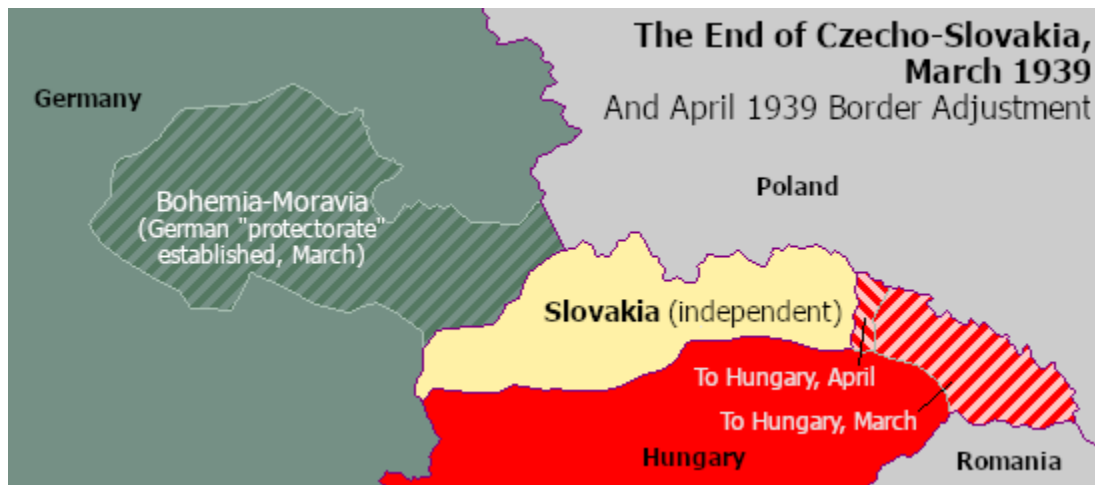 The End of Czecho-Slovakia,
March 1939
And April 1939 Border Adjustment
Germany
Poland
Bohemia-Moravia
(German "protectorate"
established, March)
Slovakia (independent)
To Hungary, April
To Hungary, March
Hungary
Romania